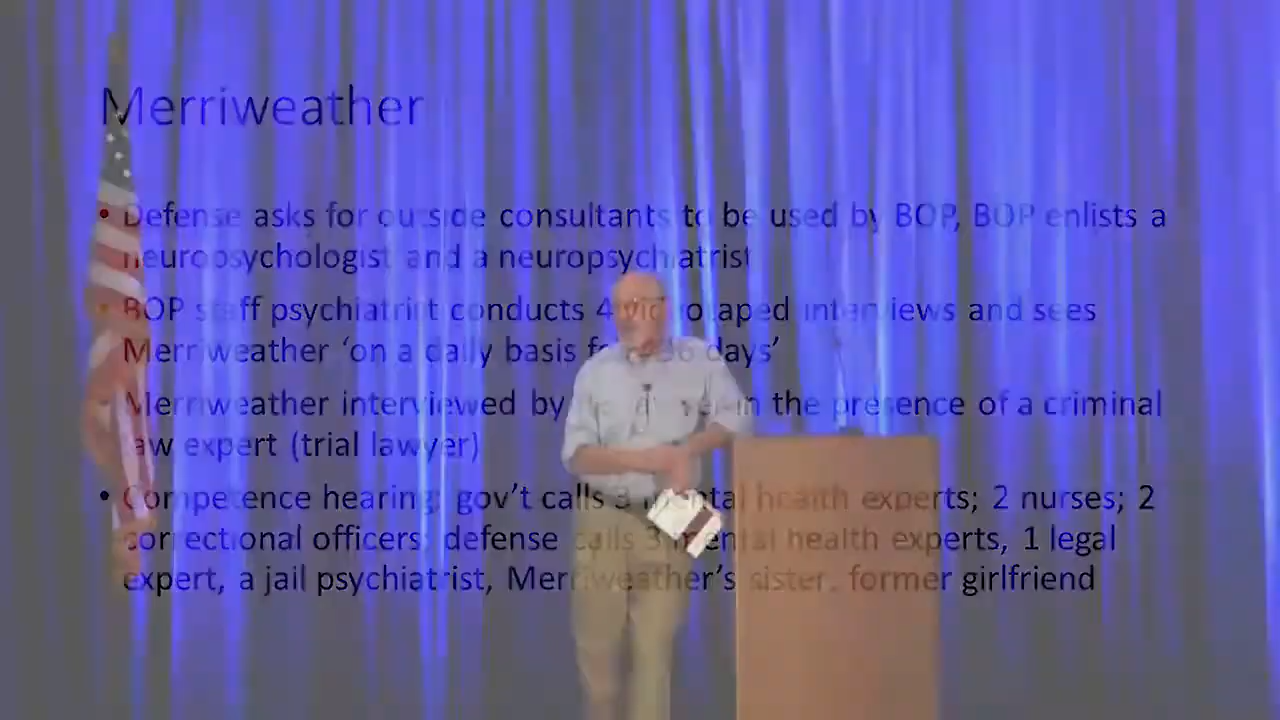 Merriweather
• Defense asks for outside consultants to be used by BOP, BOP enlists a
neuropsychologist and a neuropsychiatrist
• BOP staff psychiatrist conducts 4 videotaped interviews and sees
Merriweather ‘on a daily basis for 36 days’
Merriweather interviewed by in the presence of a criminal
law expert (trial lawyer)
• Competence hearing: gov’t calls 3 mental health experts; 2 nurses; 2
correctional officers; defense calls 3 mental health experts, 1 legal
expert, a jail psychiatrist, Merriweather’s sister, former girlfriend